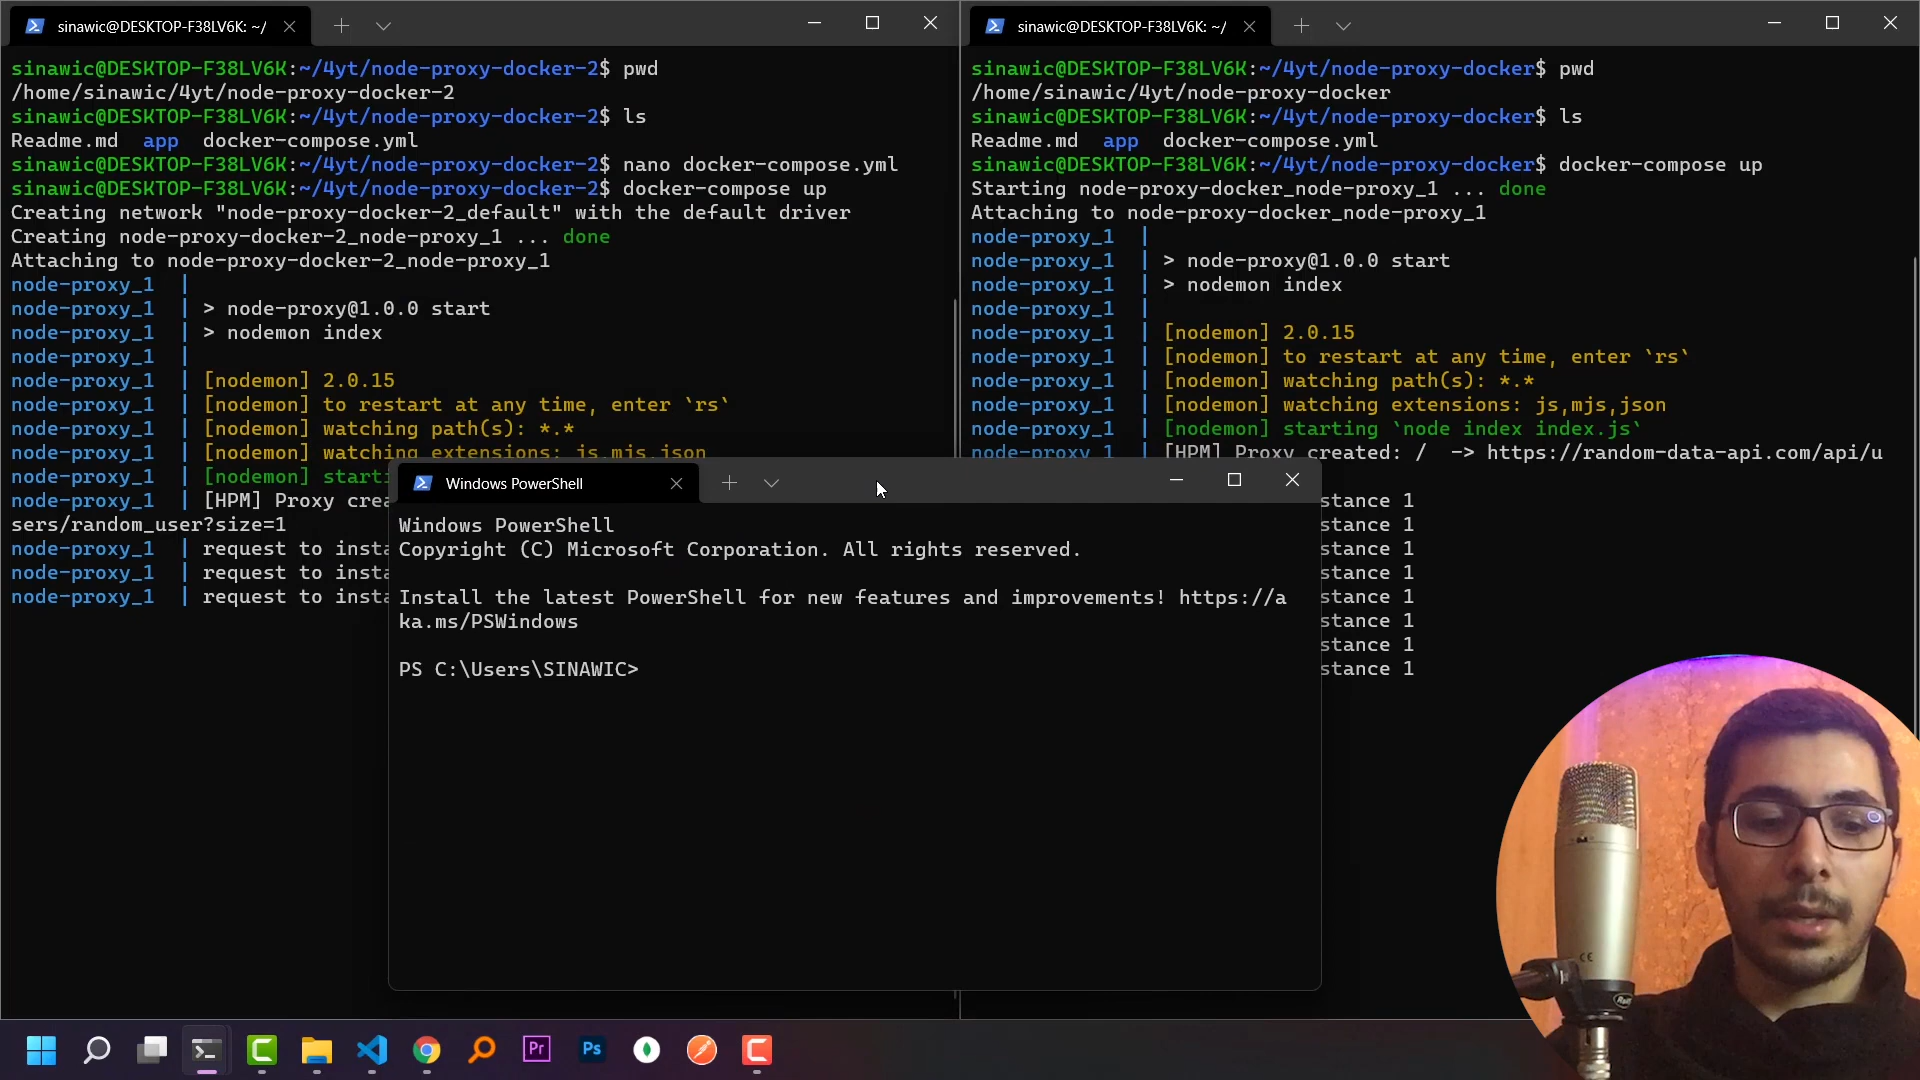 sinawic@DESKTOP-F38LV6K: ~/
sinawic@DESKTOP-F38LV6K:~/4yt/node-proxy-docker-2$ pwd
/home/sinawic/4yt/node-proxy-docker-2
sinawic@DESKTOP-F38LV6K:~/4yt/node-proxy-docker-2$ ls
Readme.md  app  docker-compose.yml
sinawic@DESKTOP-F38LV6K:~/4yt/node-proxy-docker-2$ nano docker-compose.yml
sinawic@DESKTOP-F38LV6K:~/4yt/node-proxy-docker-2$ docker-compose up
Creating network "node-proxy-docker-2_default" with the default driver
Creating node-proxy-docker-2_node-proxy_1 ... done
Attaching to node-proxy-docker-2_node-proxy_1
node-proxy_1  |
node-proxy_1  | > node-proxy@1.0.0 start
node-proxy_1  | > nodemon index
node-proxy_1  |
node-proxy_1  | [nodemon] 2.0.15
node-proxy_1  | [nodemon] to restart at any time, enter `rs`
node-proxy_1  | [nodemon] watching path(s): *.*
node-proxy_1  | [nodemon] watching extensions: js,mjs,json
node-proxy_1  | [nodemon] starti
node-proxy_1  | [HPM] Proxy crea
sers/random_user?size=1
node-proxy_1  | request to insta
node-proxy_1  | request to insta
node-proxy_1  | request to insta
sinawic@DESKTOP-F38LV6K: ~/
sinawic@DESKTOP-F38LV6K:~/4yt/node-proxy-docker$ pwd
/home/sinawic/4yt/node-proxy-docker
sinawic@DESKTOP-F38LV6K:~/4yt/node-proxy-docker$ ls
Readme.md  app  docker-compose.yml
sinawic@DESKTOP-F38LV6K:~/4yt/node-proxy-docker$ docker-compose up
Starting node-proxy-docker_node-proxy_1 ... done
Attaching to node-proxy-docker_node-proxy_1
node-proxy_1  |
node-proxy_1  | > node-proxy@1.0.0 start
node-proxy_1  | > nodemon index
node-proxy_1  |
node-proxy_1  | [nodemon] 2.0.15
node-proxy_1  | [nodemon] to restart at any time, enter `rs`
node-proxy_1  | [nodemon] watching path(s): *.*
node-proxy_1  | [nodemon] watching extensions: js,mjs,json
node-proxy_1  | [nodemon] starting `node index index.js`
node-proxy_1  | [HPM] Proxy created: /  -> https://random-data-api.com/api/u
stance 1
stance 1
stance 1
stance 1
stance 1
stance 1
stance 1
stance 1
Windows PowerShell
Windows PowerShell
Copyright (C) Microsoft Corporation. All rights reserved.
Install the latest PowerShell for new features and improvements! https://a
ka.ms/PSWindows
PS C:\Users\SINAWIC>
Pr
Ps